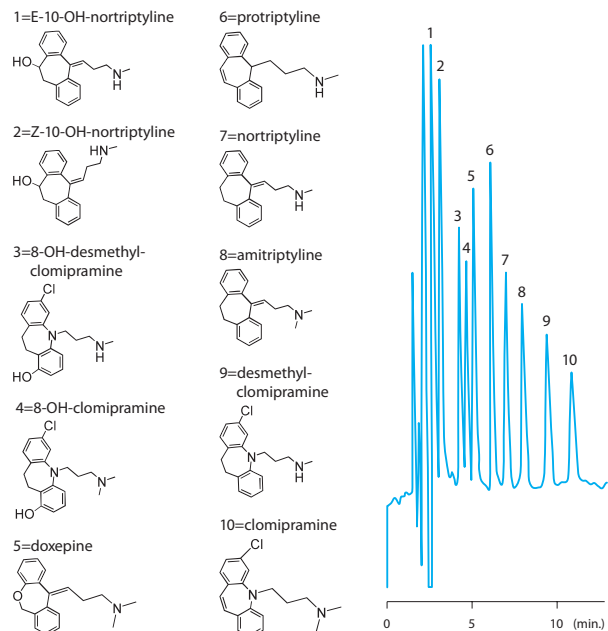 1=E-10-OH-nortriptyline
HO
N
H
2=Z-10-OH-nortriptyline
HN
HO
3=8-OH-desmethyl-
clomipramine
Cl
N
N
H
HO
4=8-OH-clomipramine
Cl
N
N
HO
5=doxepine
O
N
6=protriptyline
N
H
7=nortriptyline
NH
8=amitriptyline
N
9=desmethyl-
clomipramine
Cl
N
N
H
10=clomipramine
Cl
N
N
1
2
3
4
5
6
7
8
9
10
0 5 10 (min.)